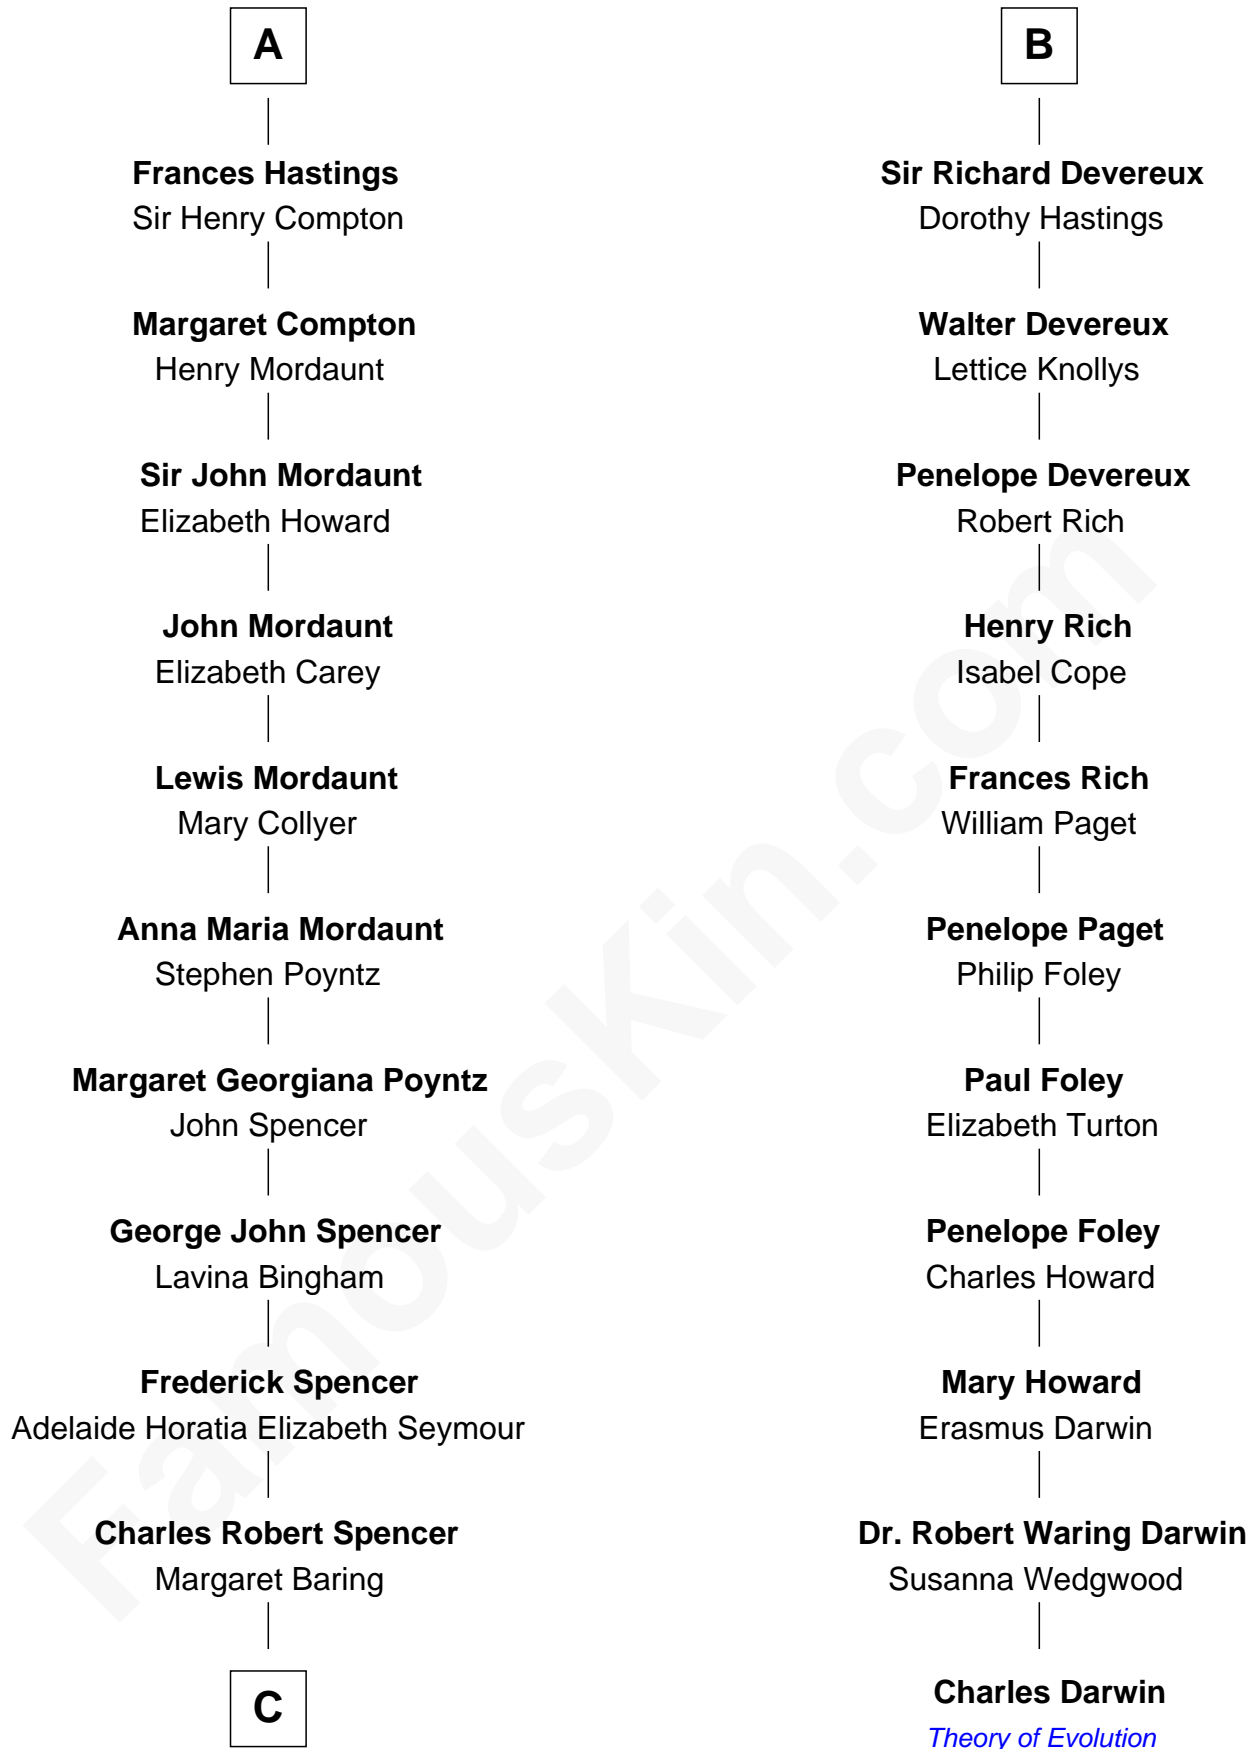 A
Frances Hastings
Sir Henry Compton
Margaret Compton
Henry Mordaunt
Sir John Mordaunt
Elizabeth Howard
John Mordaunt
Elizabeth Carey
Lewis Mordaunt
Mary Collyer
Anna Maria Mordaunt
Stephen Poyntz
Margaret Georgiana Poyntz
John Spencer
George John Spencer
Lavina Bingham
Frederick Spencer
Adelaide Horatia Elizabeth Seymour
Charles Robert Spencer
Margaret Baring
C
B
Sir Richard Devereux
Dorothy Hastings
Walter Devereux
Lettice Knollys
Penelope Devereux
Robert Rich
Henry Rich
Isabel Cope
Frances Rich
William Paget
Penelope Paget
Philip Foley
Paul Foley
Elizabeth Turton
Penelope Foley
Charles Howard
Mary Howard
Erasmus Darwin
Dr. Robert Waring Darwin
Susanna Wedgwood
Charles Darwin
Theory of Evolution
FamousKin.com